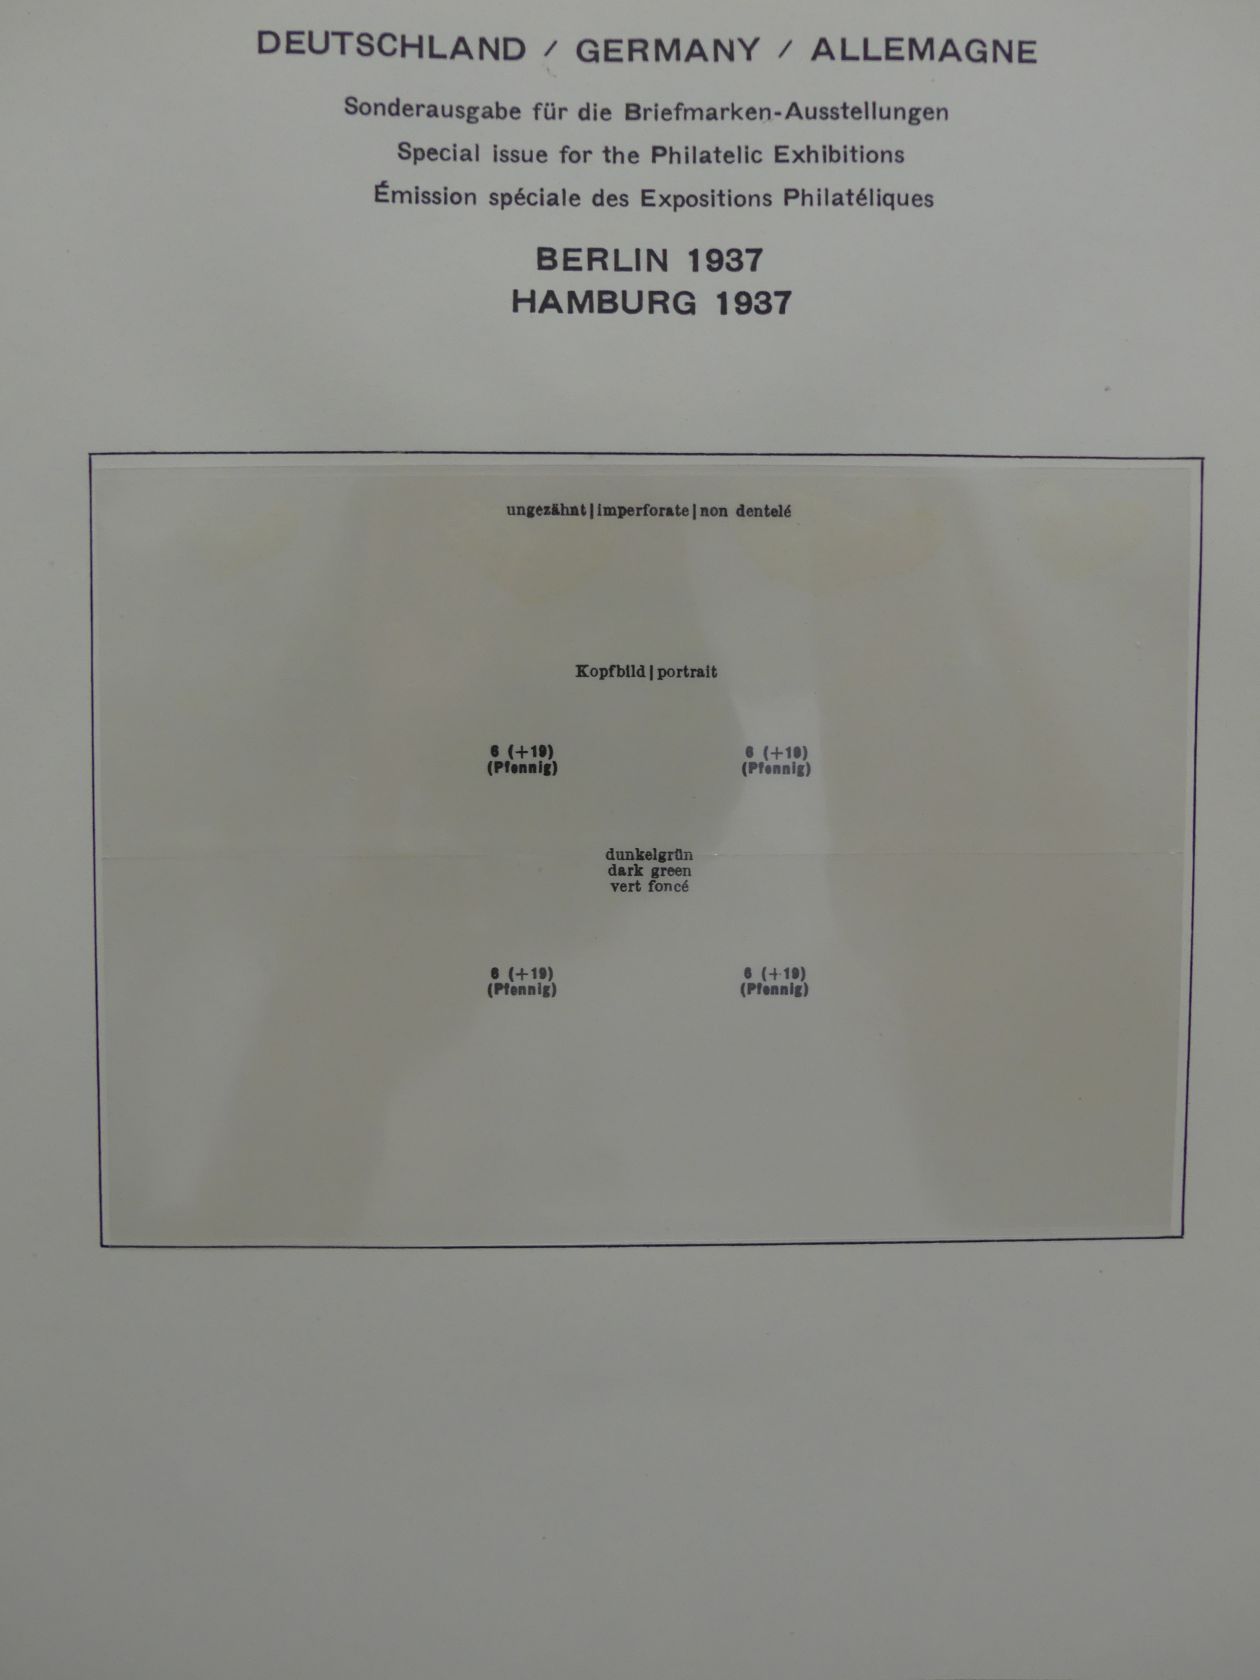 DEUTSCHLAND / GERMANY / ALLEMAGNE
Sonderausgabe für die Briefmarken-Ausstellungen
Special issue for the Philatelic Exhibitions
Émission spéciale des Expositions Philatéliques
BERLIN 1937
HAMBURG 1937
ungezähnt|imperforate|non dentelé
Kopfbild|portrait
6 (+19) 6 (+19)
(Pfennig) (Pfennig)
dunkelgrün
dark green
vert foncé
6 (+19) 6 (+19)
(Pfennig) (Pfennig)